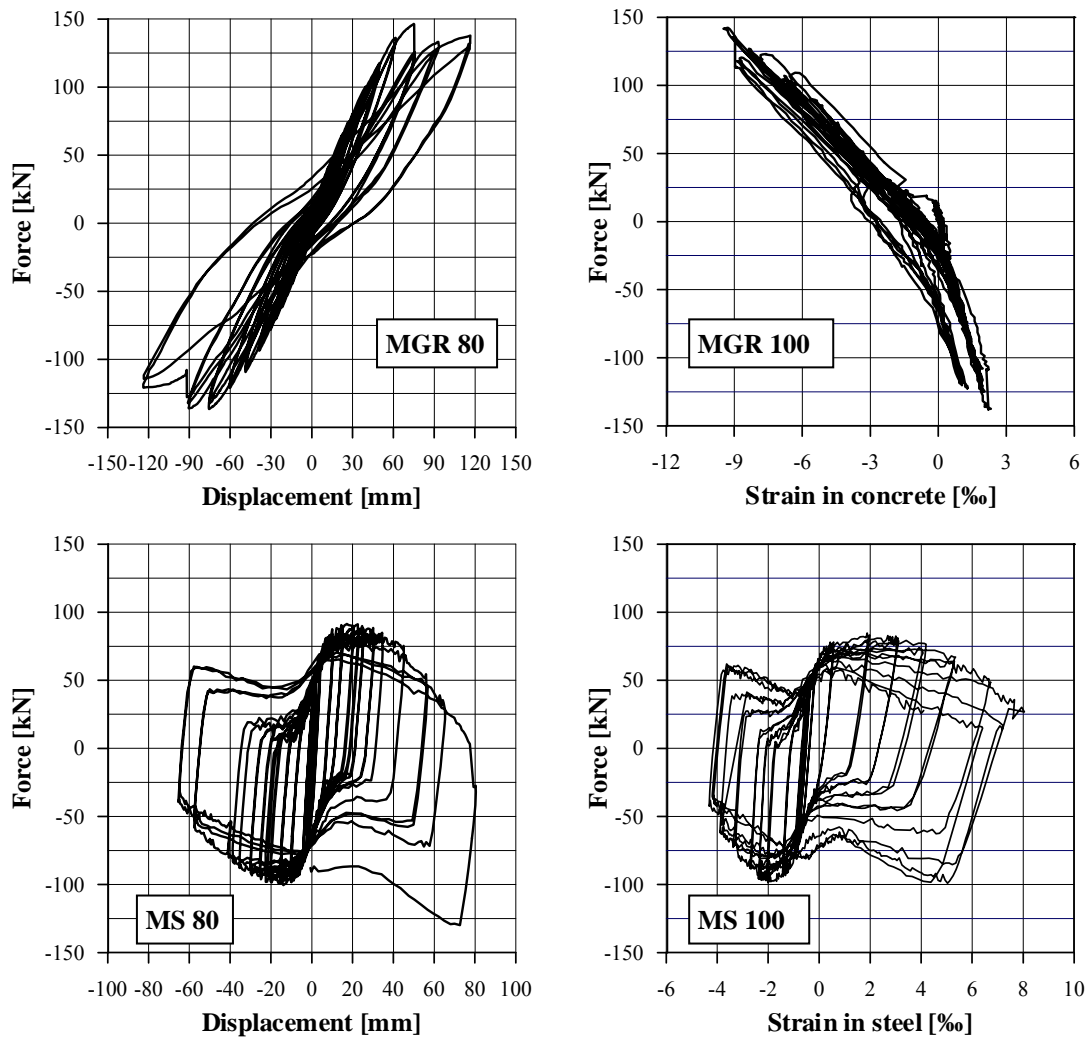 150
100
50
0
-50
-100
-150
Force [kN]
MGR 80
-150 -120 -90 -60 -30 0 30 60 90 120 150
Displacement [mm]
150
100
50
0
-50
-100
-150
Force [kN]
MGR 100
-12 -9 -6 -3 0 3 6
Strain in concrete [‰]
150
100
50
0
-50
-100
-150
Force [kN]
MS 80
-100 -80 -60 -40 -20 0 20 40 60 80 100
Displacement [mm]
150
100
50
0
-50
-100
-150
Force [kN]
MS 100
-6 -4 -2 0 2 4 6 8 10
Strain in steel [‰]